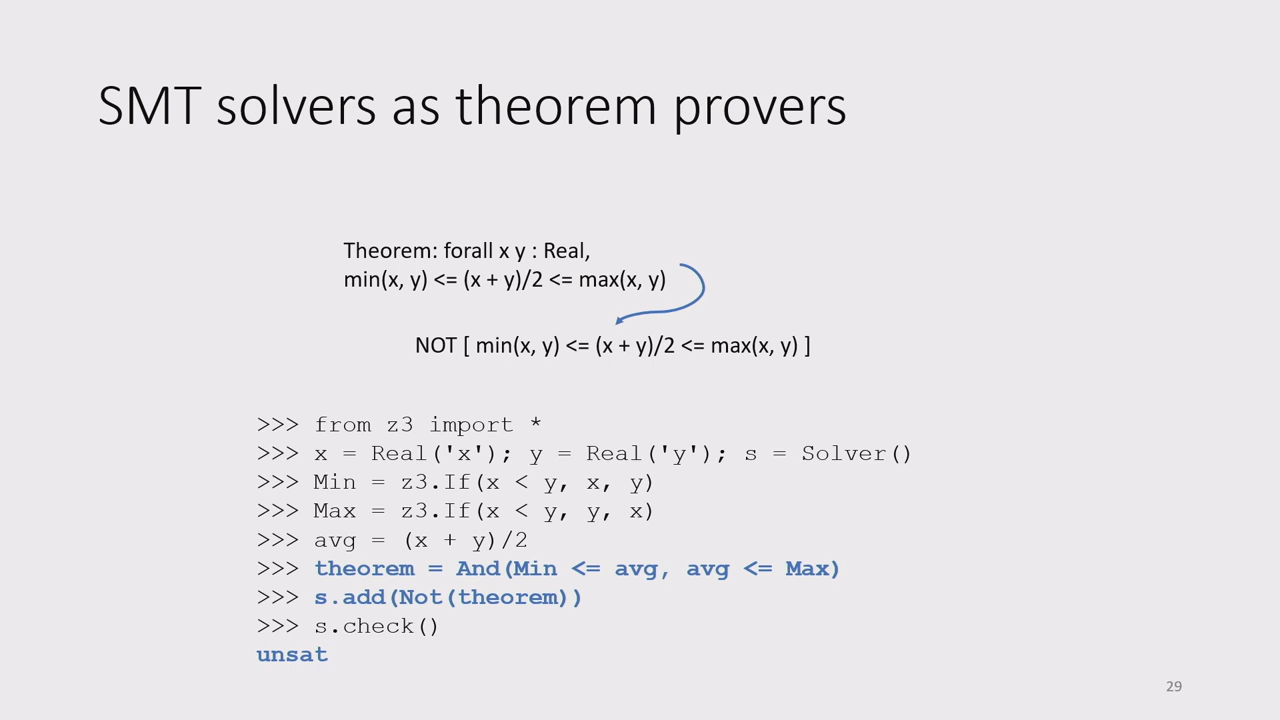 SMT solvers as theorem provers
Theorem: forall x y : Real,
min(x, y) <= (x + y)/2 <= max(x, y)
NOT [ min(x, y) <= (x + y)/2 <= max(x, y) ]
>>> from z3 import *
>>> x = Real('x'); y = Real('y'); s = Solver()
>>> Min = z3.If(x < y, x, y)
>>> Max = z3.If(x < y, y, x)
>>> avg = (x + y)/2
>>> theorem = And(Min <= avg, avg <= Max)
>>> s.add(Not(theorem))
>>> s.check()
unsat
29